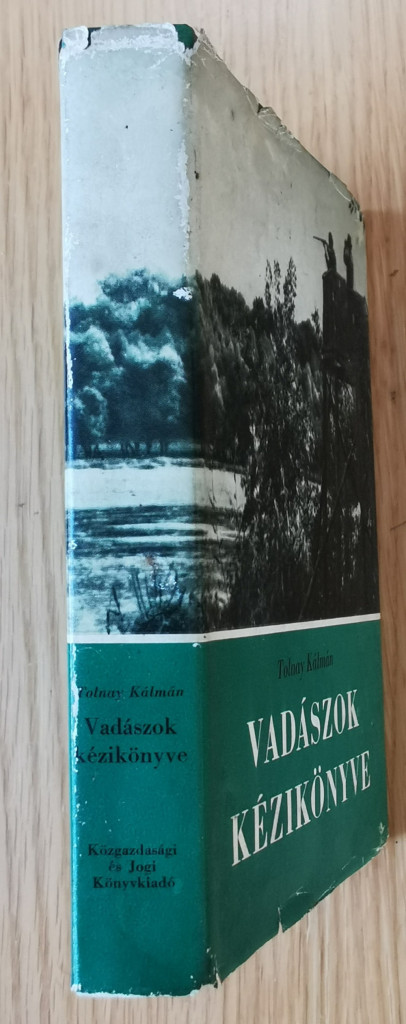 Tolnay Kálmán
Vadászok
kézikönyve
Közgazdasági
és Jogi
Könyvkiadó
Tolnay Kálmán
VADÁSZOK
KÉZIKÖNYVE